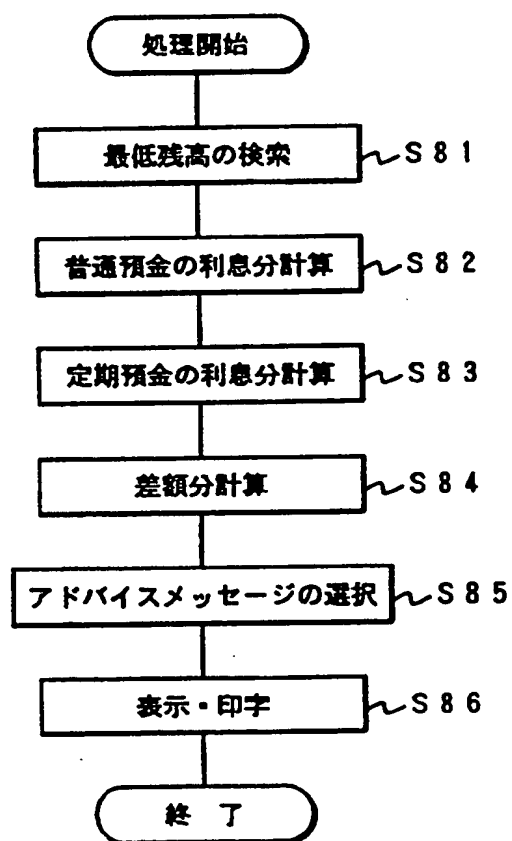 処理開始
最低残高の検索 S81
普通預金の利息分計算 S82
定期預金の利息分計算 S83
差額分計算 S84
アドバイスメッセージの選択 S85
表示・印字 S86
終 了